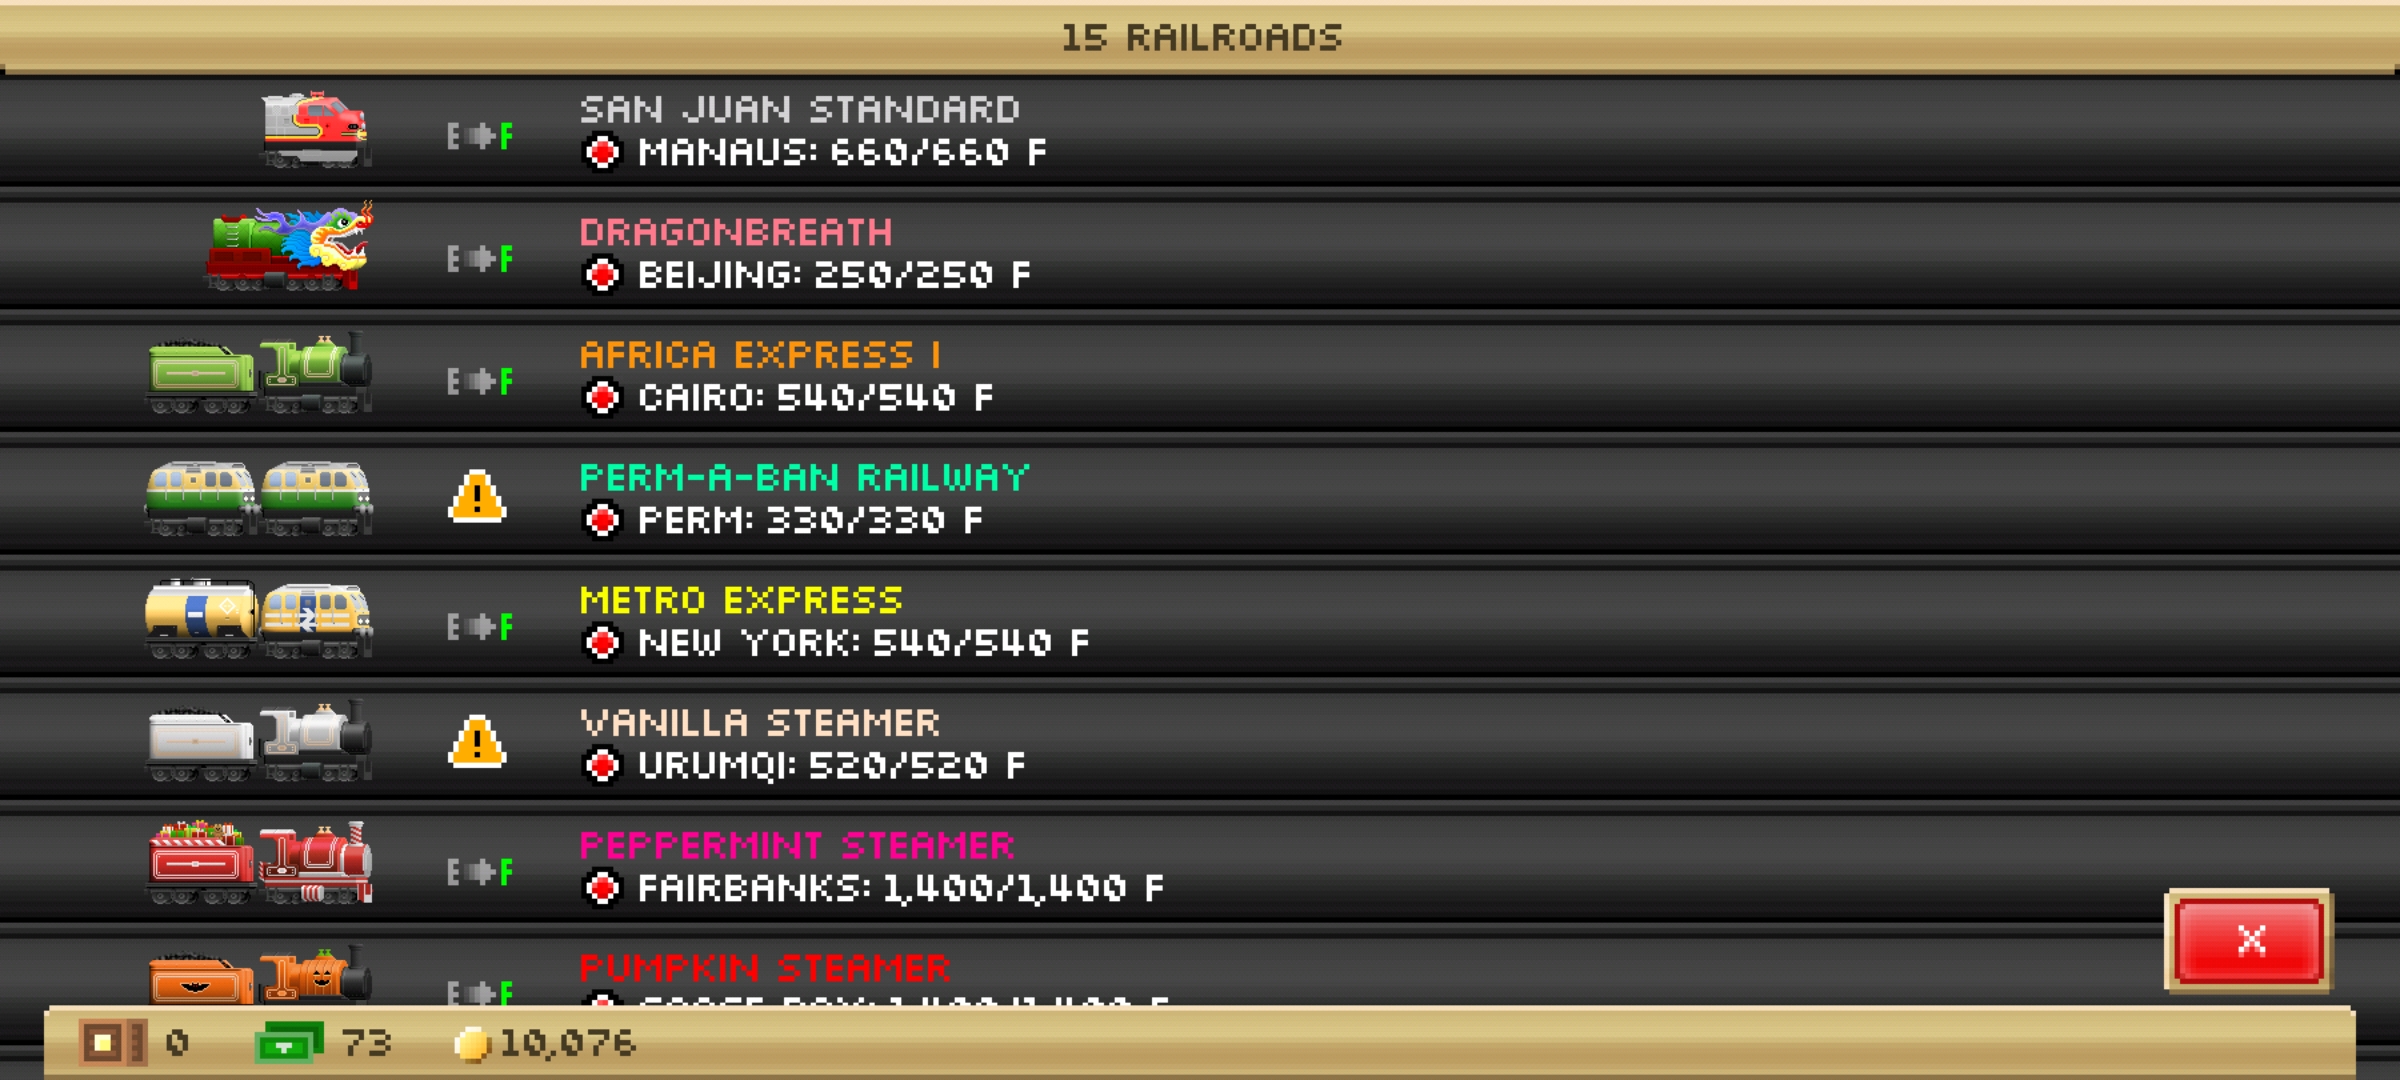 15 RAILROADS
SAN JUAN STANDARD
E F MANAUS: 660/660 F
DRAGONBREATH
E F BEIJING: 250/250 F
AFRICA EXPRESS I
E F CAIRO: 540/540 F
PERM-A-BAN RAILWAY
! PERM: 330/330 F
METRO EXPRESS
E F NEW YORK: 540/540 F
VANILLA STEAMER
! URUMQI: 520/520 F
PEPPERMINT STEAMER
E F FAIRBANKS: 1,400/1,400 F
X
PUMPKIN STEAMER
E F
0 73 10,076